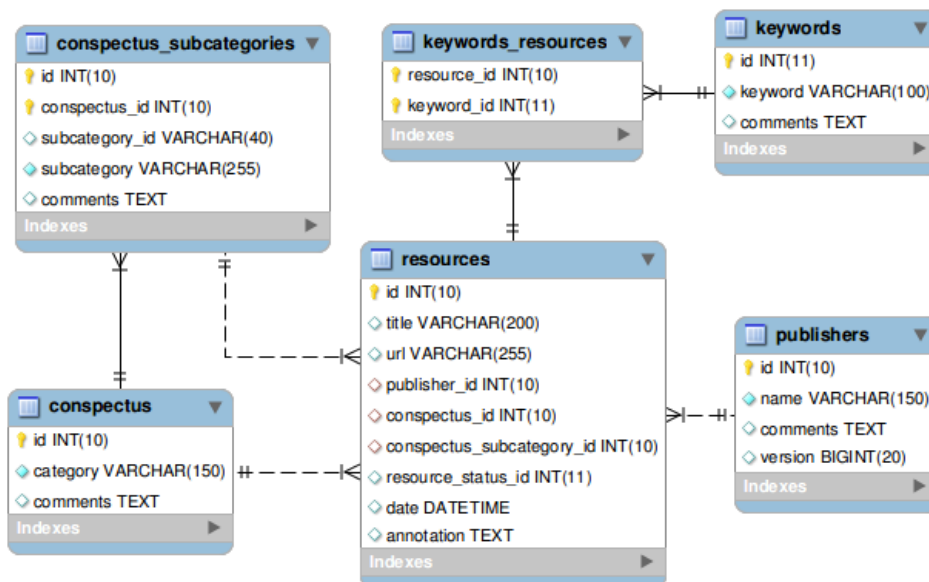 conspectus_subcategories
id INT(10)
conspectus_id INT(10)
subcategory_id VARCHAR(40)
subcategory VARCHAR(255)
comments TEXT
Indexes
keywords_resources
resource_id INT(10)
keyword_id INT(11)
Indexes
keywords
id INT(11)
keyword VARCHAR(100)
comments TEXT
Indexes
resources
id INT(10)
title VARCHAR(200)
url VARCHAR(255)
publisher_id INT(10)
conspectus_id INT(10)
conspectus_subcategory_id INT(10)
resource_status_id INT(11)
date DATETIME
annotation TEXT
Indexes
publishers
id INT(10)
name VARCHAR(150)
comments TEXT
version BIGINT(20)
Indexes
conspectus
id INT(10)
category VARCHAR(150)
comments TEXT
Indexes